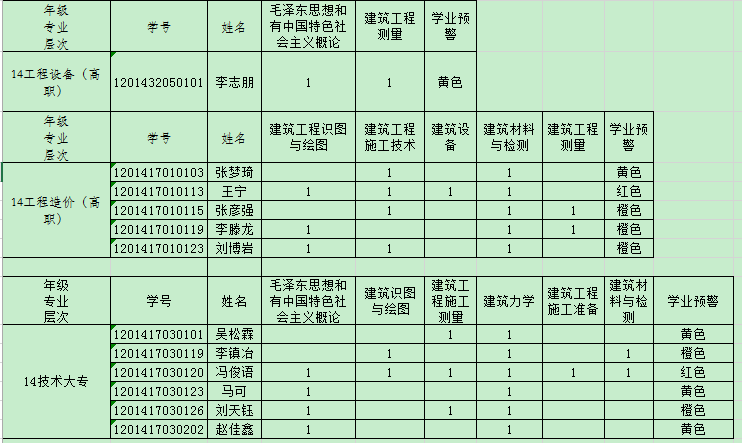 年级
专业
层次
学号
姓名
毛泽东思想和
有中国特色社
会主义概论
建筑工程
测量
学业预
警
14工程设备（高
职）
1201432050101 李志朋 1 1 黄色
年级
专业
层次
学号
姓名
建筑工程识图
与绘图
建筑工程
施工技术
建筑设
备
建筑材料
与检测
建筑工程
测量
学业预
警
14工程造价（高
职）
1201417010103 张梦琦 1 1 黄色
1201417010113 王宁 1 1 1 1 红色
1201417010115 张彦强 1 1 1 橙色
1201417010119 李滕龙 1 1 1 橙色
1201417010123 刘博岩 1 1 1 橙色
年级
专业
层次
学号
姓名
毛泽东思想和
有中国特色社
会主义概论
建筑识图
与绘图
建筑工
程施工
测量
建筑力学
建筑工程
施工准备
建筑材
料与检
测
学业预警
14技术大专
1201417030101 吴松霖 1 1 黄色
1201417030119 李镇冶 1 1 1 橙色
1201417030120 冯俊语 1 1 1 1 1 1 红色
1201417030123 马可 1 1 黄色
1201417030126 刘天钰 1 1 1 橙色
1201417030202 赵佳鑫 1 1 黄色